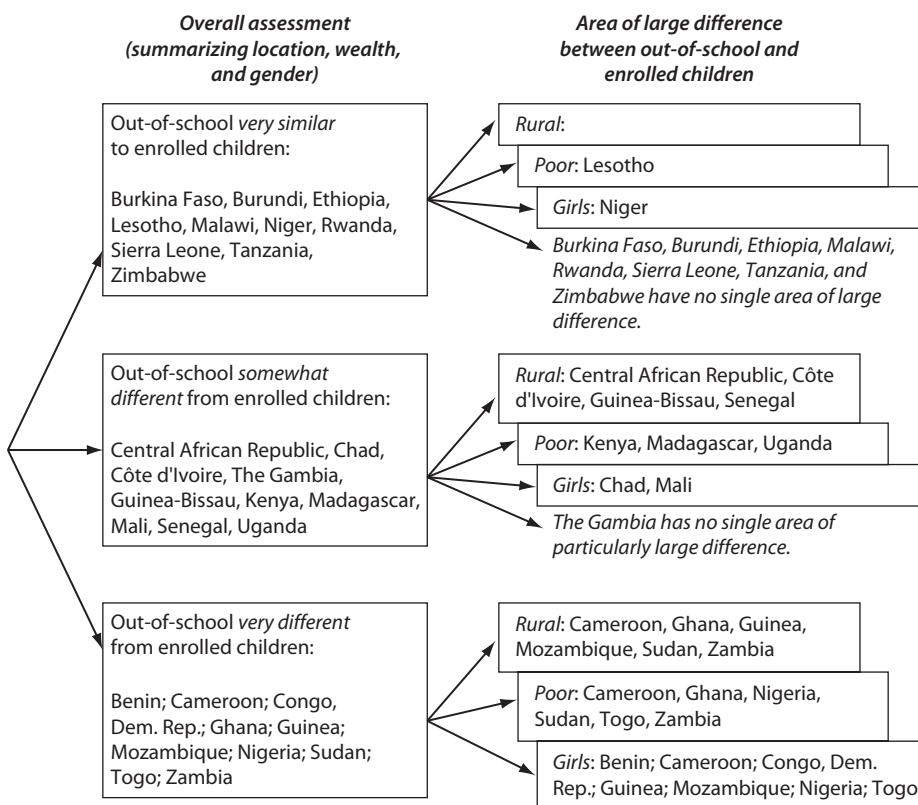 Overall assessment
(summarizing location, wealth,
and gender)
Area of large difference
between out-of-school and
enrolled children
Out-of-school very similar
to enrolled children:
Burkina Faso, Burundi, Ethiopia,
Lesotho, Malawi, Niger, Rwanda,
Sierra Leone, Tanzania,
Zimbabwe
Rural:
Poor: Lesotho
Girls: Niger
Burkina Faso, Burundi, Ethiopia, Malawi,
Rwanda, Sierra Leone, Tanzania, and
Zimbabwe have no single area of large
difference.
Out-of-school somewhat
different from enrolled children:
Central African Republic, Chad,
Côte d'Ivoire, The Gambia,
Guinea-Bissau, Kenya, Madagascar,
Mali, Senegal, Uganda
Rural: Central African Republic, Côte
d'Ivoire, Guinea-Bissau, Senegal
Poor: Kenya, Madagascar, Uganda
Girls: Chad, Mali
The Gambia has no single area of
particularly large difference.
Out-of-school very different
from enrolled children:
Benin; Cameroon; Congo,
Dem. Rep.; Ghana; Guinea;
Mozambique; Nigeria; Sudan;
Togo; Zambia
Rural: Cameroon, Ghana, Guinea,
Mozambique, Sudan, Zambia
Poor: Cameroon, Ghana, Nigeria,
Sudan, Togo, Zambia
Girls: Benin; Cameroon; Congo, Dem.
Rep.; Guinea; Mozambique; Nigeria; Togo